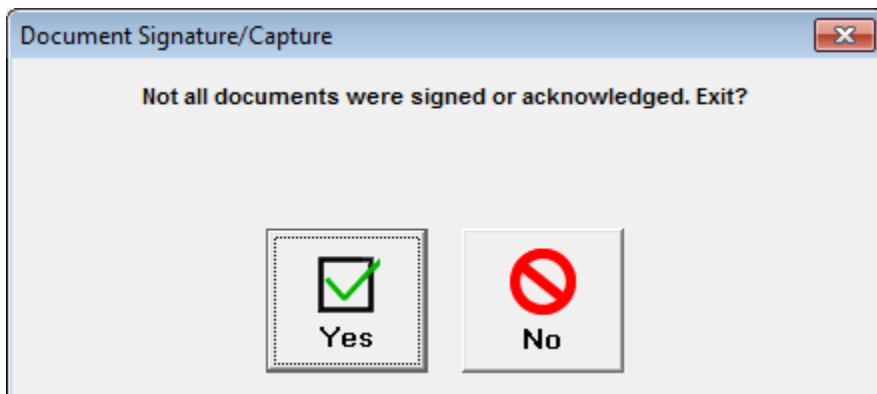 Document Signature/Capture
Not all documents were signed or acknowledged. Exit?
Yes
No